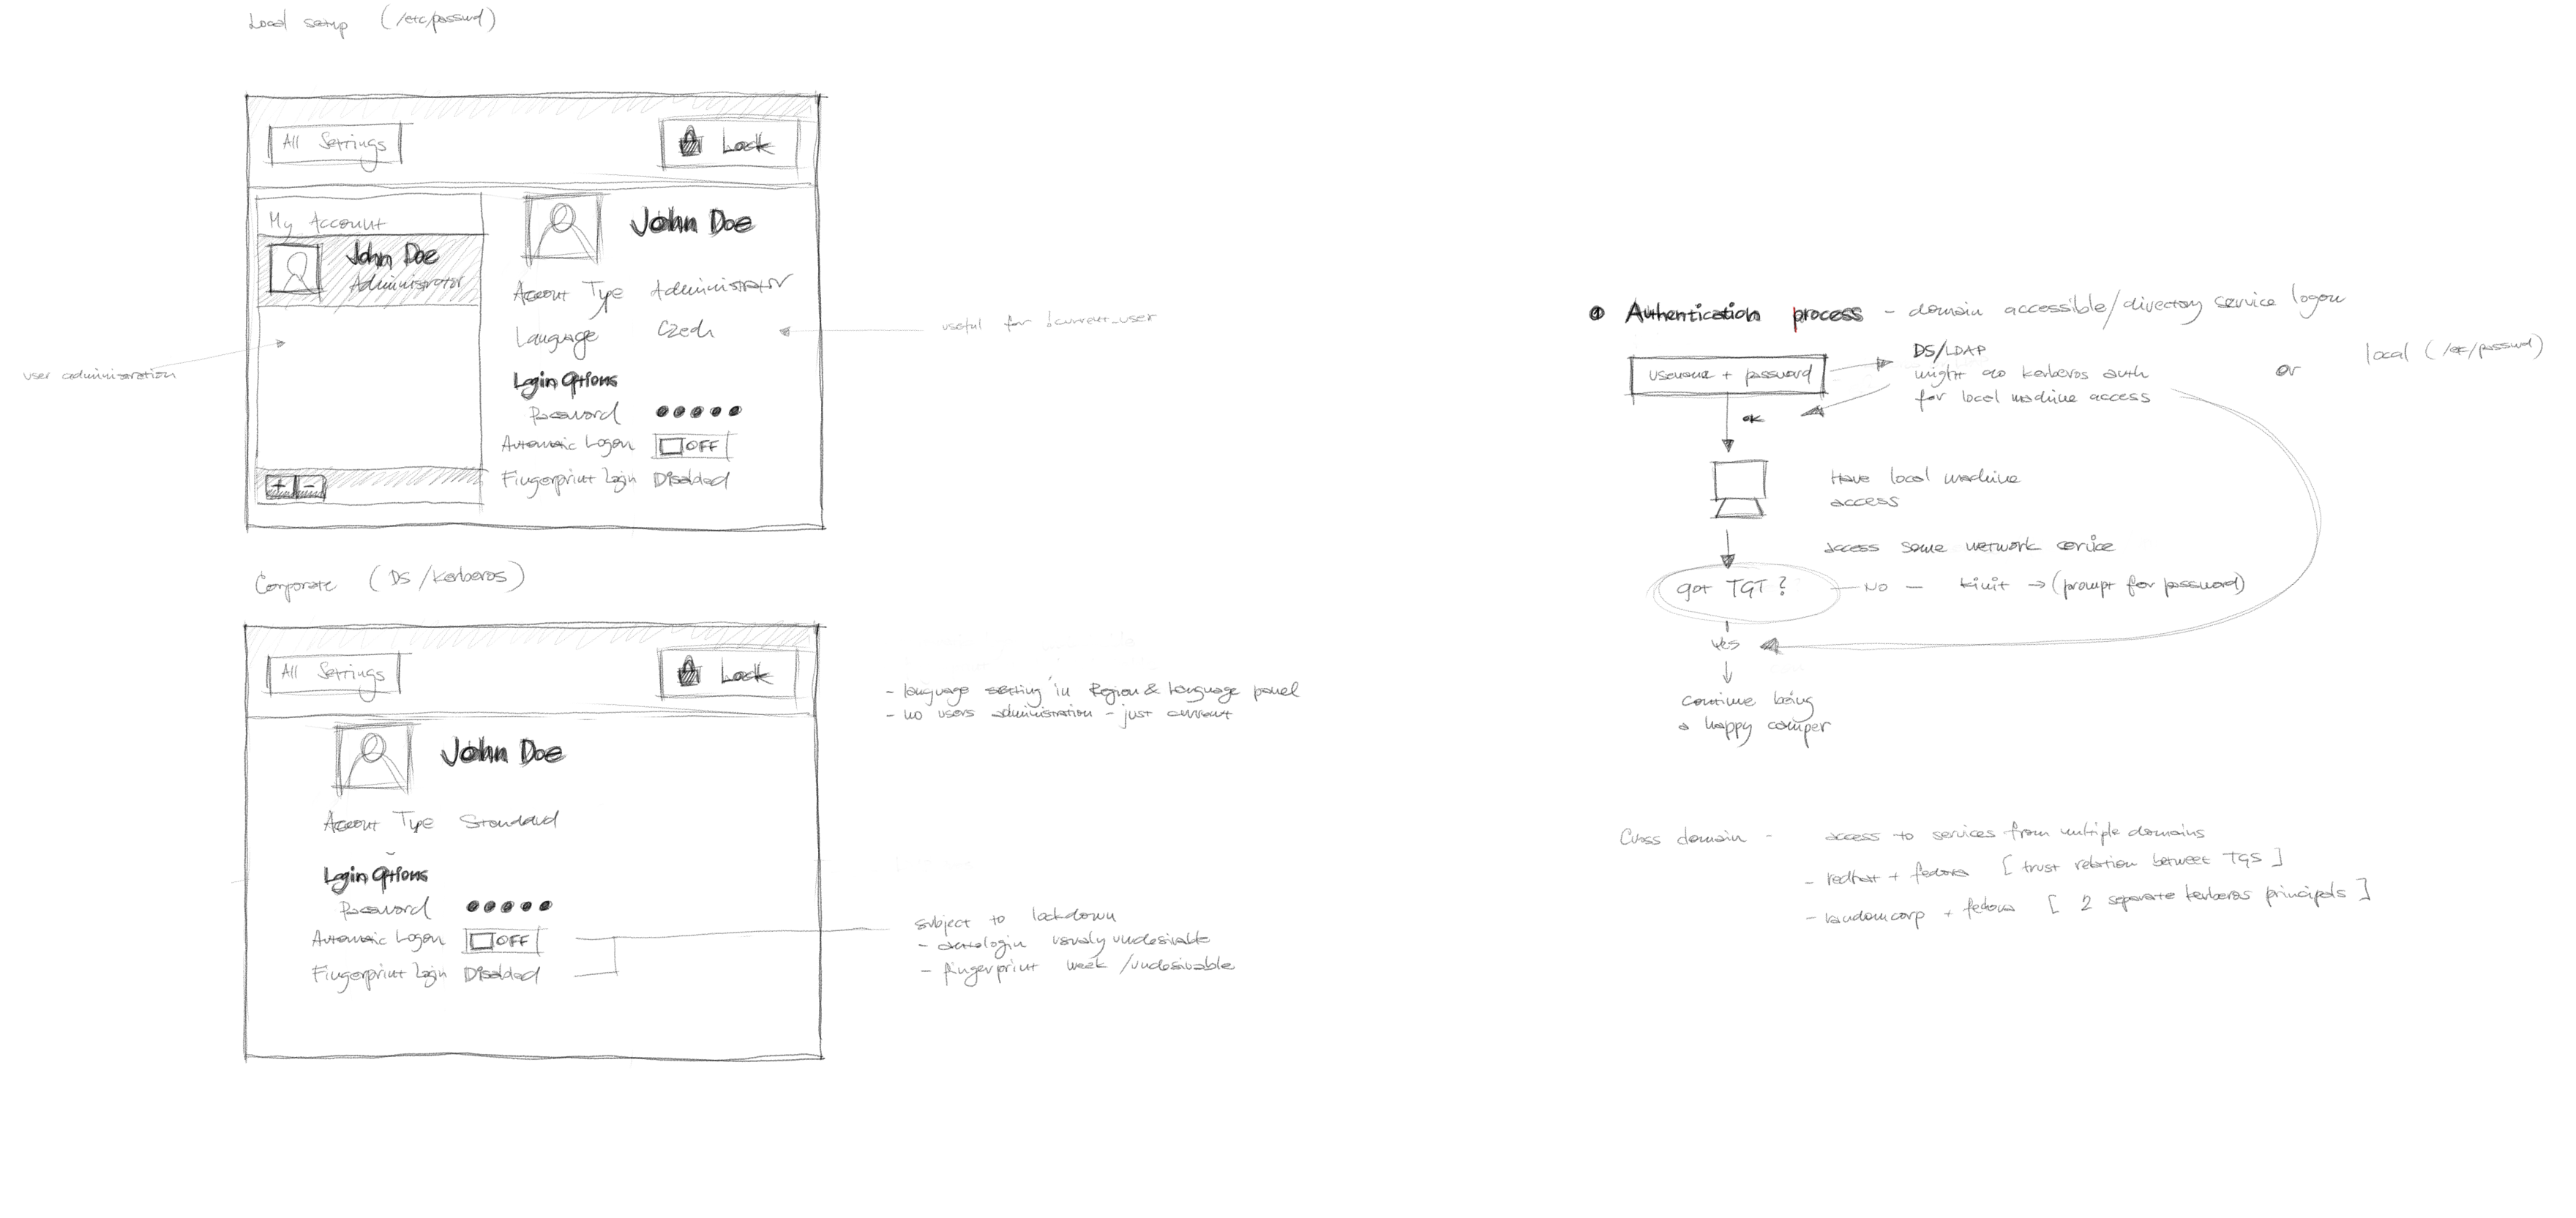 Local setup (/etc/passwd)
All Settings
Lock
My Account
John Doe
Administrator
John Doe
Account Type Administrator
Language Czech
Login Options
Password ●●●●●
Automatic Logon OFF
Fingerprint Login Disabled
+ -
user administration
useful for !current_user
Corporate (DS/Kerberos)
All Settings
Lock
John Doe
Account Type Standard
Login Options
Password ●●●●●
Automatic Logon OFF
Fingerprint Login Disabled
- language setting in Region & Language panel
- no users administration - just current
subject to lockdown
- autologin usually undesirable
- fingerprint weak/undesirable
Authentication process - domain accessible/directory service logon
username + password
DS/LDAP
might do kerberos auth
for local machine access
or
local (/etc/passwd)
OK
Have local machine
access
access some network service
got TGT?
NO - kinit → (prompt for password)
Yes
continue being
a happy camper
Cross domain - access to services from multiple domains
- redhat + fedora [trust relation between TGS]
- randomcorp + fedora [2 separate kerberos principals]